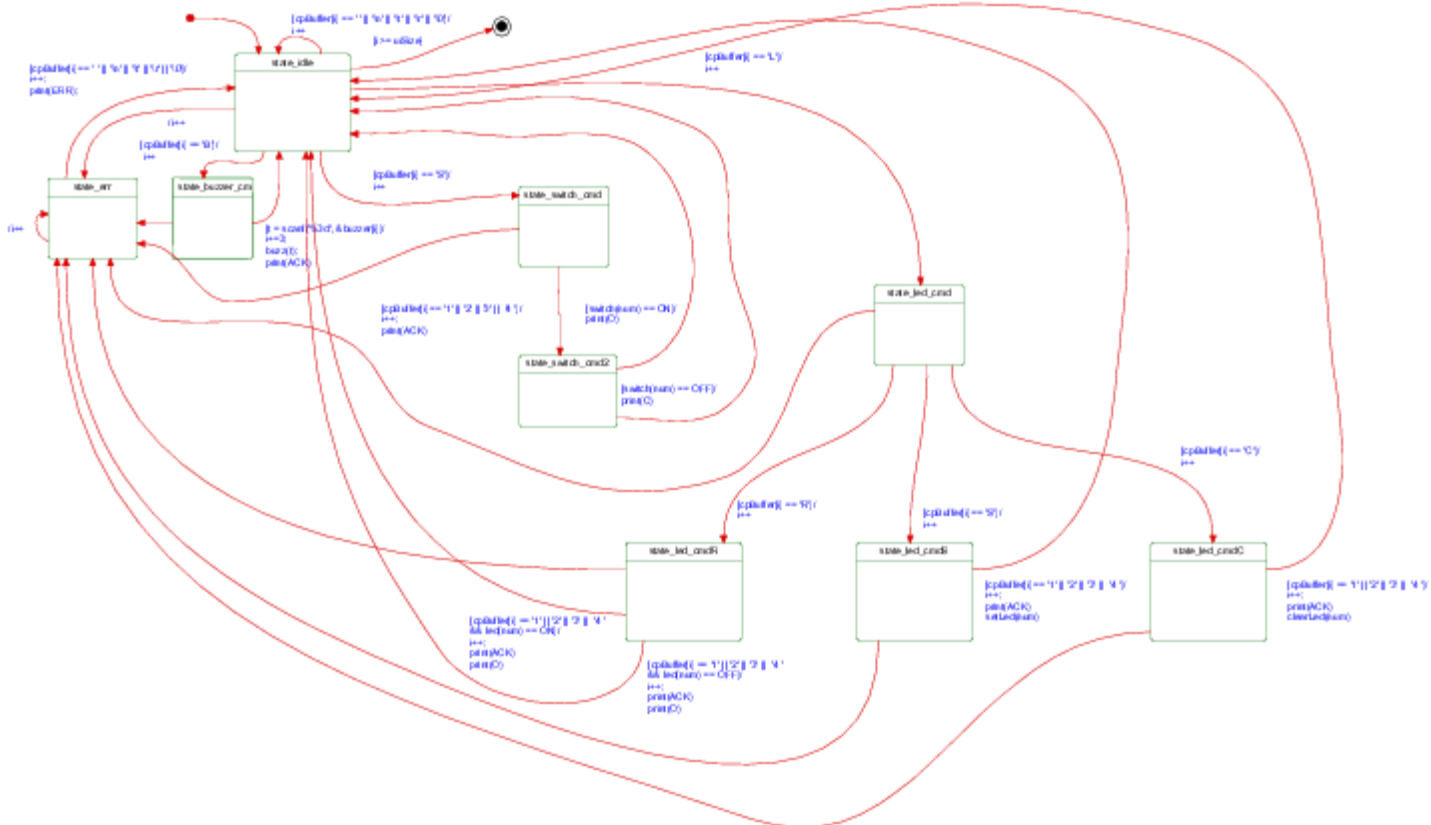 [cpBuffer[i] == ' ' || '\n' || '\t' || '\r' || '\0'] /
i++
[i >= uiSize]
state_idle
[cpBuffer[i] == 'L'] /
i++
[cpBuffer[i] == ' ' || '\n' || '\t' || '\r' || '\0'] /
i++;
print(ERR);
/ i++
[cpBuffer[i] == 'B'] /
i++
[cpBuffer[i] == 'S'] /
i++
state_err
state_buzzer_cm
state_switch_cmd
/ i++
&buzzer[i] /
i+=3;
buzz(t);
print(ACK)
state_led_cmd
[cpBuffer[i] == '1' || '2' || '3' || '4'] /
i++;
print(ACK)
[switch(num) == ON] /
print(O)
state_switch_cmd2
[switch(num) == OFF] /
print(C)
[cpBuffer[i] == 'C'] /
i++
[cpBuffer[i] == 'R'] /
i++
[cpBuffer[i] == 'S'] /
i++
state_led_cmdR
state_led_cmdS
state_led_cmdC
[cpBuffer[i] == '1' || '2' || '3' || '4'] /
i++;
print(ACK)
setLed(num)
[cpBuffer[i] == '1' || '2' || '3' || '4'] /
i++;
print(ACK)
clearLed(num)
[cpBuffer[i] == '1' || '2' || '3' || '4'
&& led(num) == ON] /
i++;
print(ACK)
print(O)
[cpBuffer[i] == '1' || '2' || '3' || '4'
&& led(num) == OFF] /
i++;
print(ACK)
print(O)